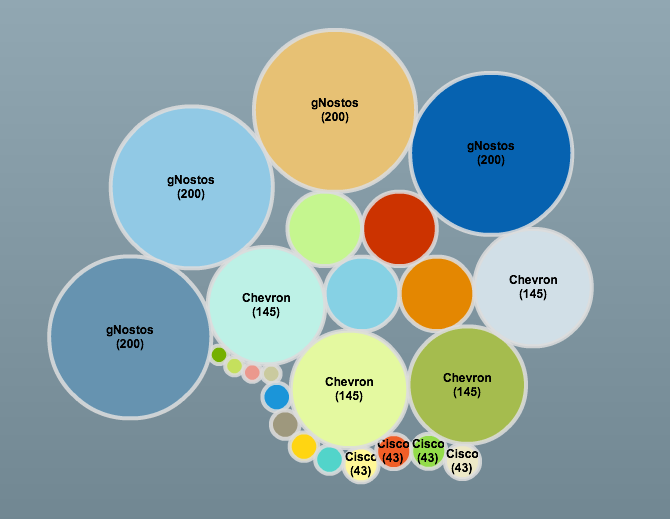 gNostos
(200)
gNostos
(200)
gNostos
(200)
Chevron
(145)
Chevron
(145)
gNostos
(200)
Chevron
(145)
Chevron
(145)
Cisco
(43)
Cisco
(43)
Cisco
(43)
Cisco
(43)